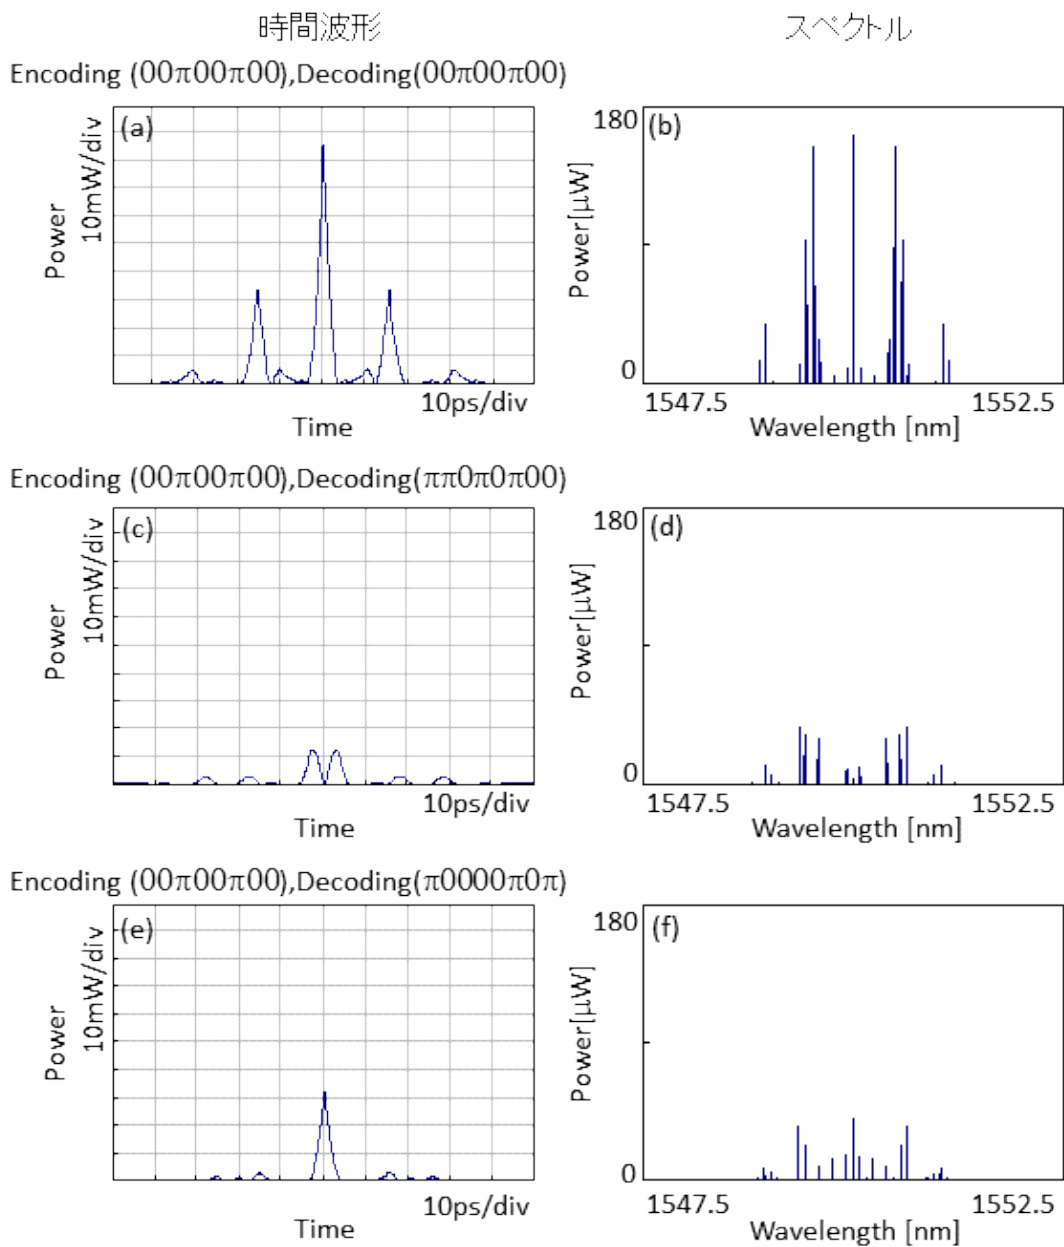 時間波形 スペクトル
Encoding (00π00π00),Decoding(00π00π00)
(a)
Power
10mW/div
10ps/div
Time
(b)
180
Power[μW]
0
1547.5 1552.5
Wavelength [nm]
Encoding (00π00π00),Decoding(ππ0π0π00)
(c)
Power
10mW/div
10ps/div
Time
(d)
180
Power[μW]
0
1547.5 1552.5
Wavelength [nm]
Encoding (00π00π00),Decoding(π0000π0π)
(e)
Power
10mW/div
10ps/div
Time
(f)
180
Power[μW]
0
1547.5 1552.5
Wavelength [nm]